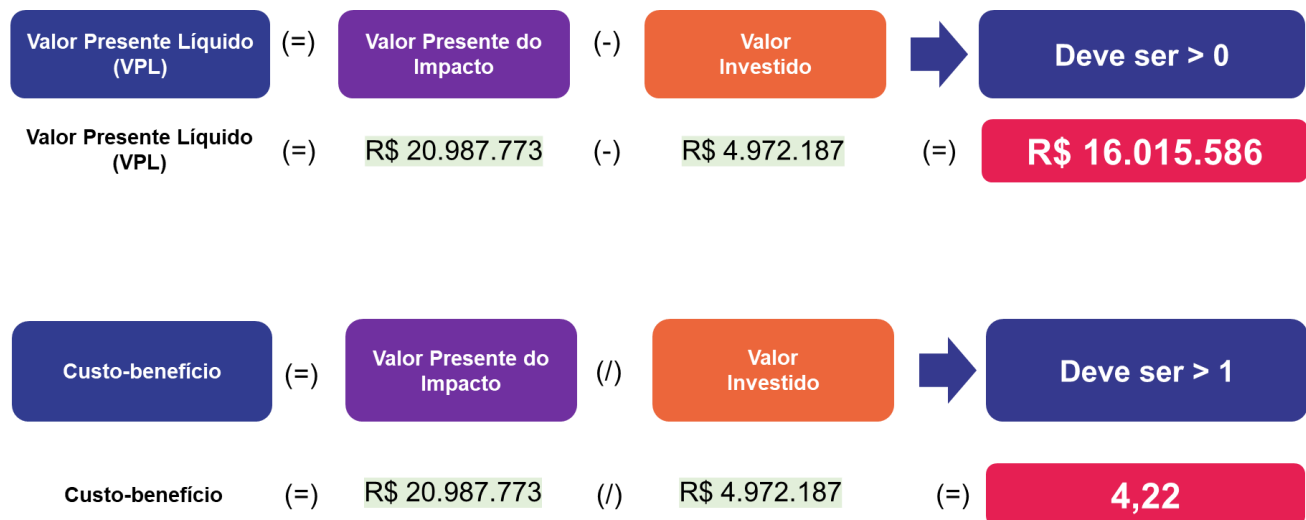 Valor Presente Líquido
(VPL)
(=)
Valor Presente do
Impacto
(-)
Valor
Investido
Deve ser > 0
Valor Presente Líquido
(VPL)
(=)
R$ 20.987.773
(-)
R$ 4.972.187
(=)
R$ 16.015.586
Custo-benefício
(=)
Valor Presente do
Impacto
(/)
Valor
Investido
Deve ser > 1
Custo-benefício
(=)
R$ 20.987.773
(/)
R$ 4.972.187
(=)
4,22